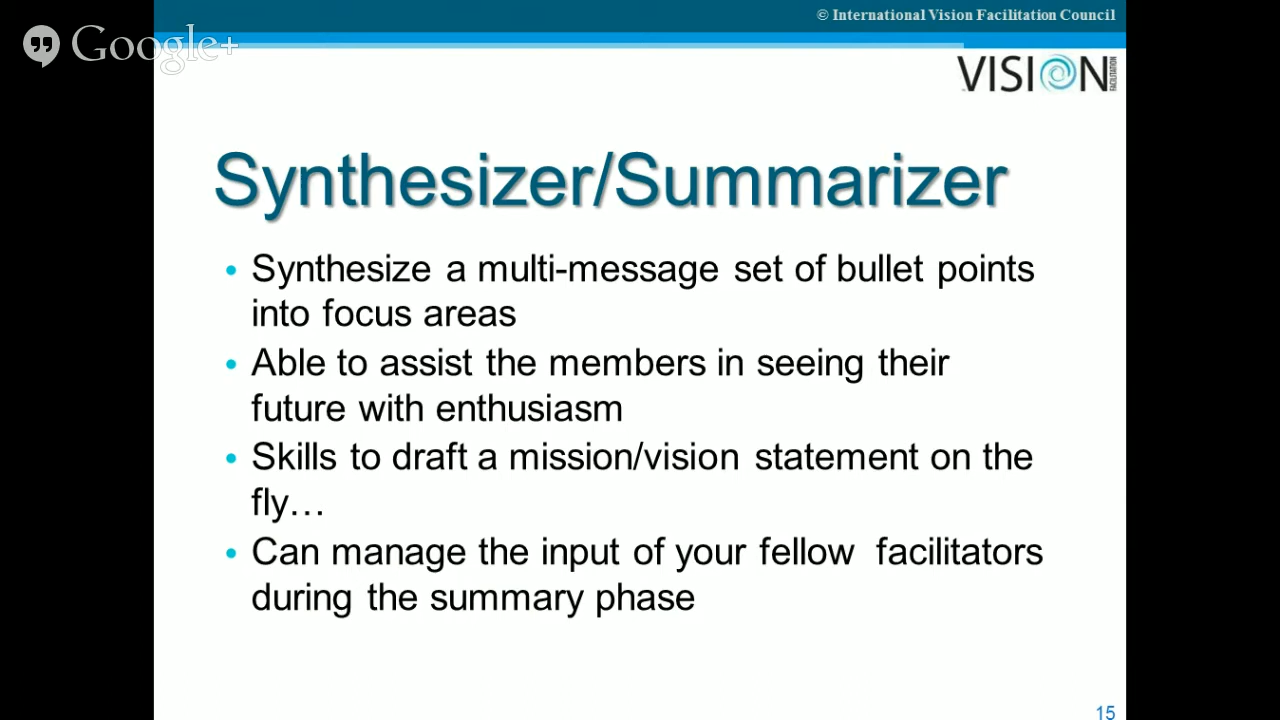 © International Vision Facilitation Council
Google+
VISION
FACILITATION
Synthesizer/Summarizer
• Synthesize a multi-message set of bullet points
into focus areas
• Able to assist the members in seeing their
future with enthusiasm
• Skills to draft a mission/vision statement on the
fly…
• Can manage the input of your fellow facilitators
during the summary phase
15